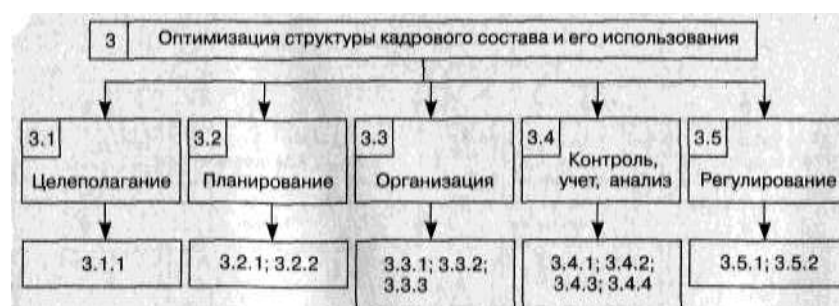 3 Оптимизация структуры кадрового состава и его использования
3.1
Целеполагание
3.2
Планирование
3.3
Организация
3.4
Контроль,
учет, анализ
3.5
Регулирование
3.1.1
3.2.1; 3.2.2
3.3.1; 3.3.2;
3.3.3
3.4.1; 3.4.2;
3.4.3; 3.4.4
3.5.1; 3.5.2